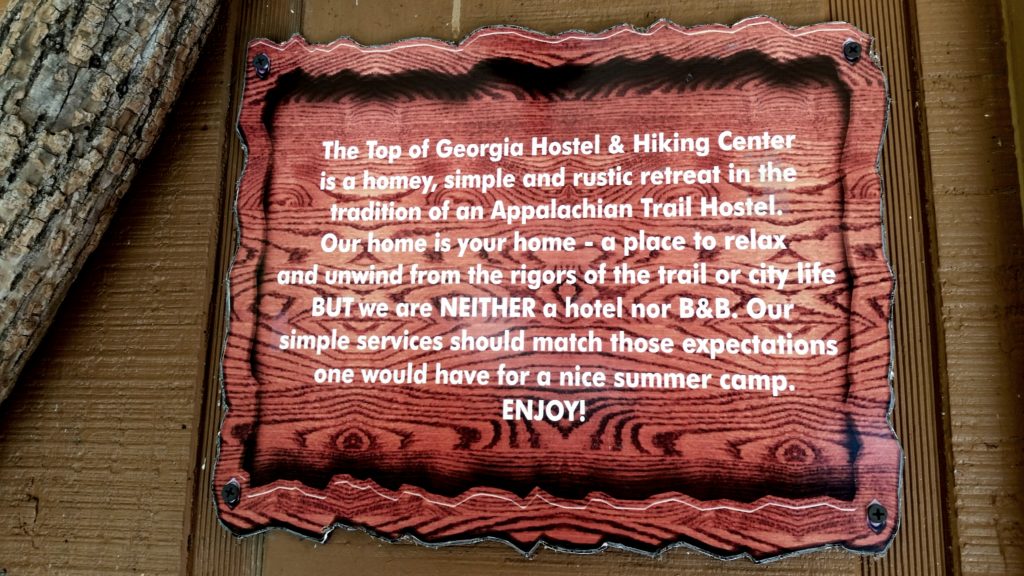 The Top of Georgia Hostel & Hiking Center
is a homey, simple and rustic retreat in the
tradition of an Appalachian Trail Hostel.
Our home is your home - a place to relax
and unwind from the rigors of the trail or city life
BUT we are NEITHER a hotel nor B&B. Our
simple services should match those expectations
one would have for a nice summer camp.
ENJOY!